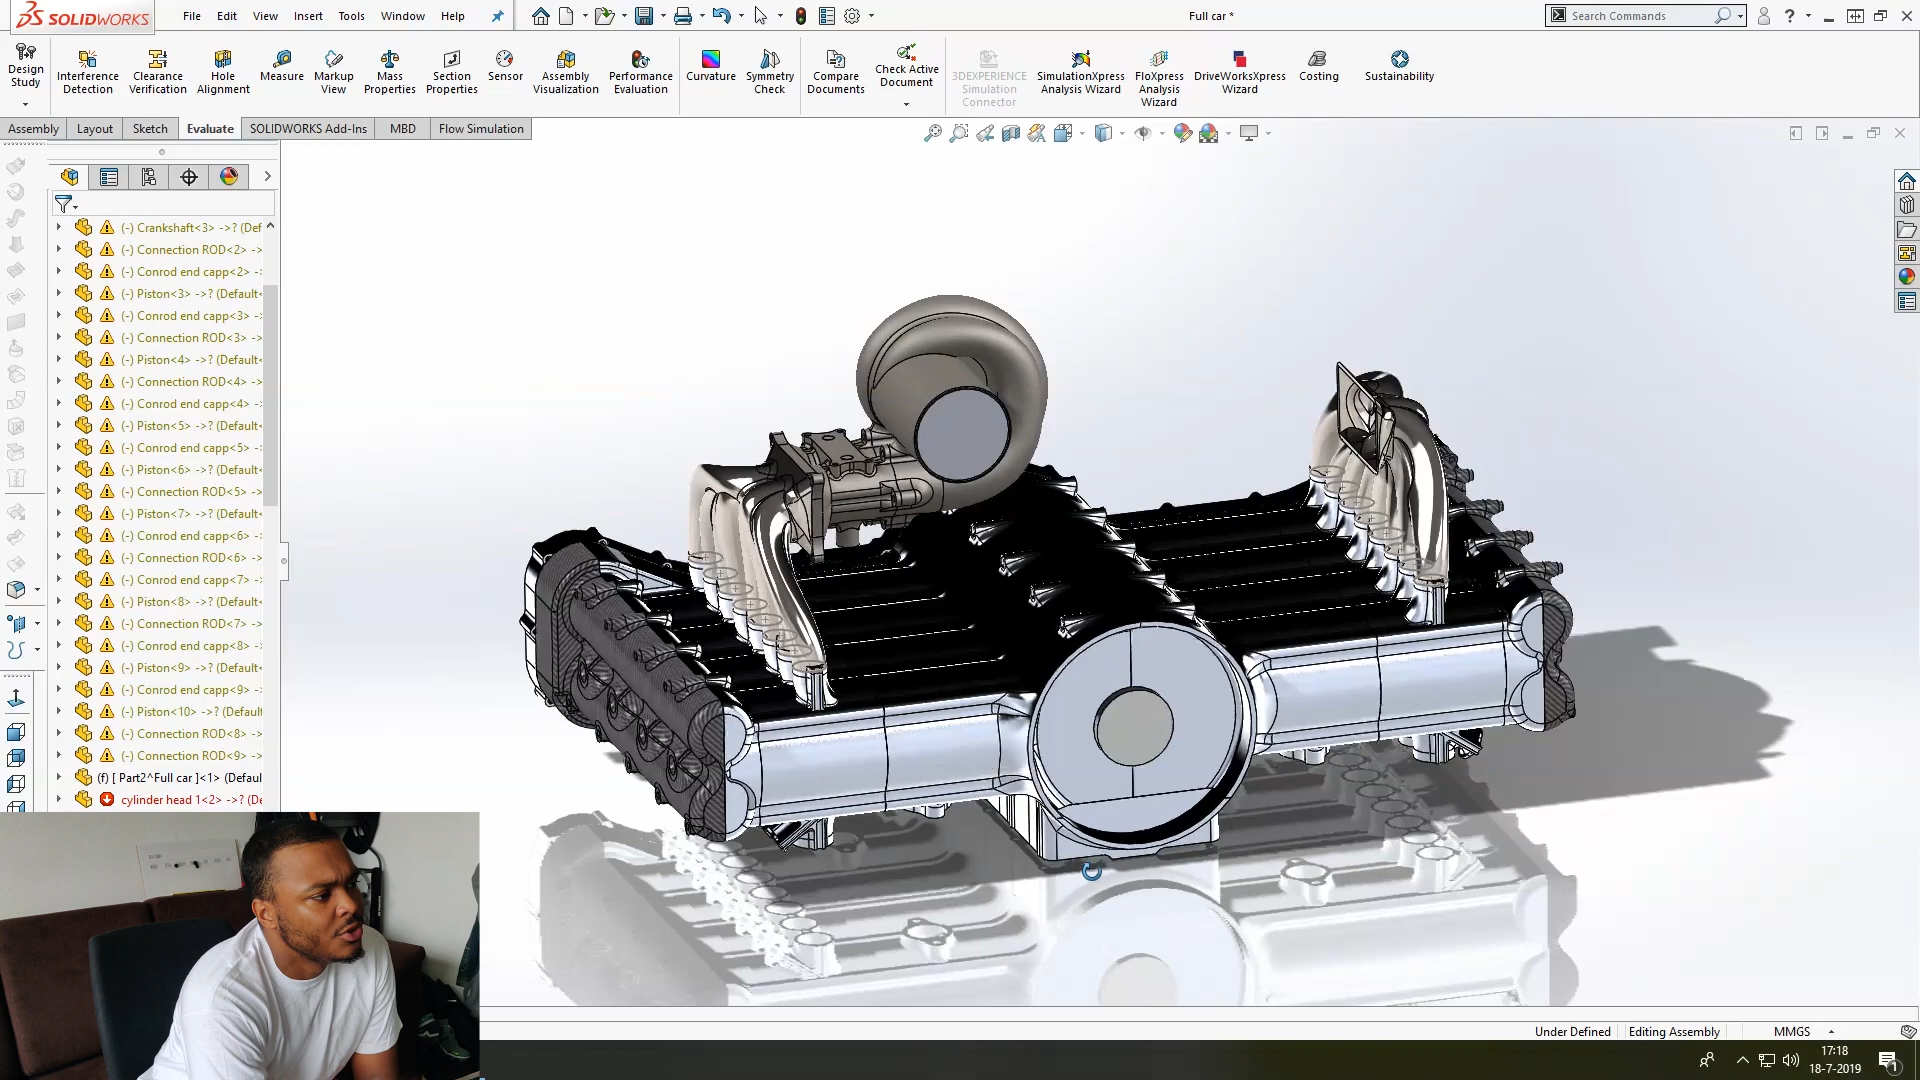 SOLIDWORKS File Edit View Insert Tools Window Help Full car * Search Commands
Design Study
Interference Detection
Clearance Verification
Hole Alignment
Measure
Markup View
Mass Properties
Section Properties
Sensor
Assembly Visualization
Performance Evaluation
Curvature
Symmetry Check
Compare Documents
Check Active Document
3DEXPERIENCE Simulation Connector
SimulationXpress Analysis Wizard
FloXpress Analysis Wizard
DriveWorksXpress Wizard
Costing
Sustainability
Assembly Layout Sketch Evaluate SOLIDWORKS Add-Ins MBD Flow Simulation
(-) Crankshaft<3> ->? (Def
(-) Connection ROD<2> ->
(-) Conrod end capp<2> ->
(-) Piston<3> ->? (Default<
(-) Conrod end capp<3> ->
(-) Connection ROD<3> ->
(-) Piston<4> ->? (Default<
(-) Connection ROD<4> ->
(-) Conrod end capp<4> ->
(-) Piston<5> ->? (Default<
(-) Conrod end capp<5> ->
(-) Piston<6> ->? (Default<
(-) Connection ROD<5> ->
(-) Piston<7> ->? (Default<
(-) Conrod end capp<6> ->
(-) Connection ROD<6> ->
(-) Conrod end capp<7> ->
(-) Piston<8> ->? (Default<
(-) Connection ROD<7> ->
(-) Conrod end capp<8> ->
(-) Piston<9> ->? (Default<
(-) Conrod end capp<9> ->
(-) Piston<10> ->? (Default
(-) Connection ROD<8> ->
(-) Connection ROD<9> ->
(f) [ Part2^Full car ]<1> (Defaul
cylinder head 1<2> ->? (De
Under Defined Editing Assembly MMGS
17:18
18-7-2019
1